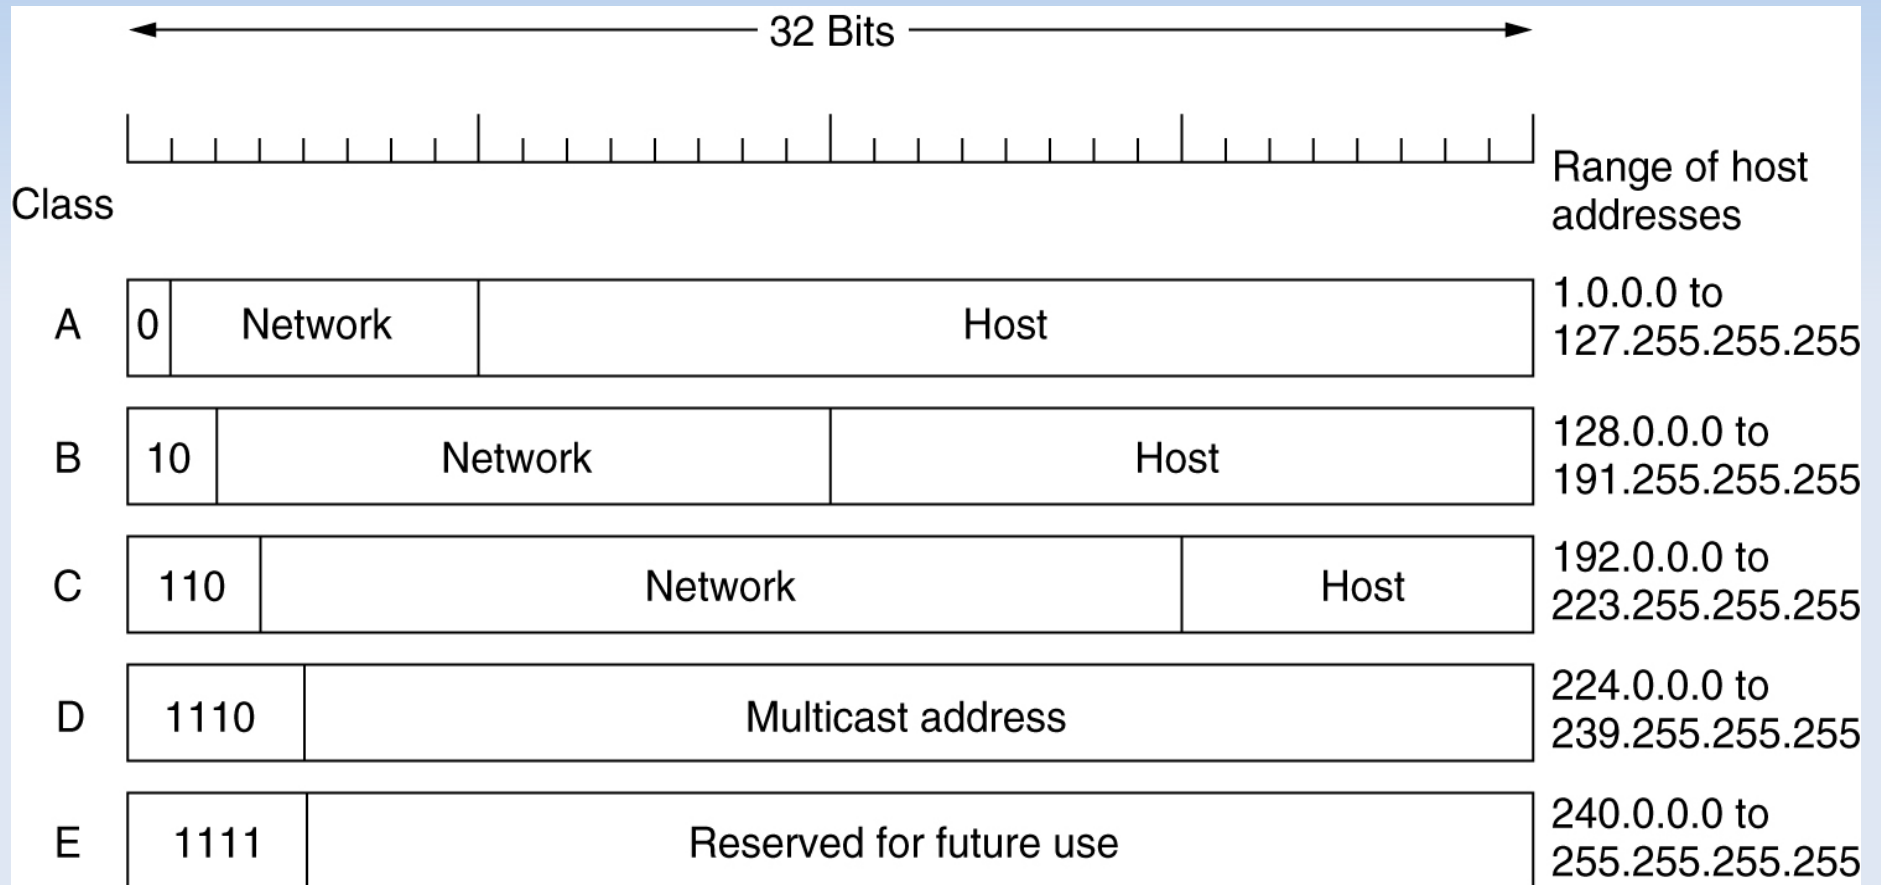 32 Bits
Range of host
addresses
Class
A
0
Network
Host
1.0.0.0 to
127.255.255.255
B
10
Network
Host
128.0.0.0 to
191.255.255.255
C
110
Network
Host
192.0.0.0 to
223.255.255.255
D
1110
Multicast address
224.0.0.0 to
239.255.255.255
E
1111
Reserved for future use
240.0.0.0 to
255.255.255.255